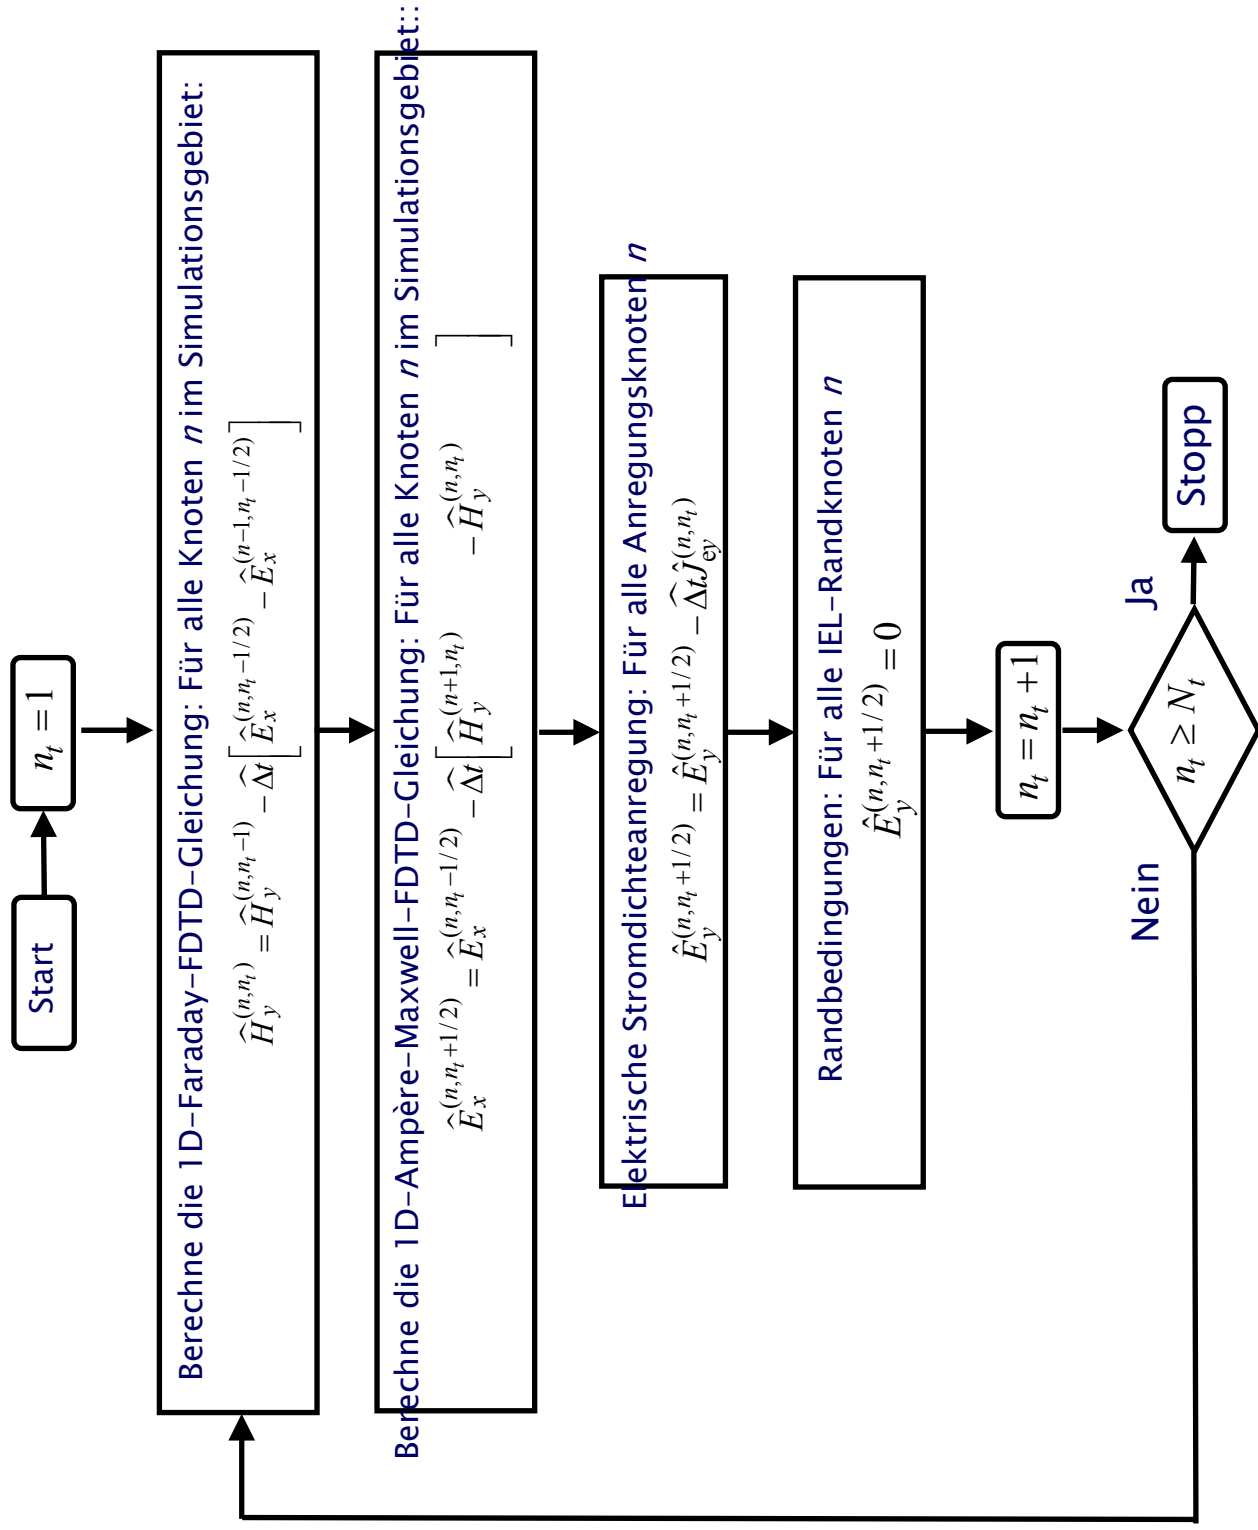 Start
n_t = 1
Berechne die 1D-Faraday-FDTD-Gleichung: Für alle Knoten n im Simulationsgebiet:
Ĥ_y^(n,n_t) = Ĥ_y^(n,n_t−1) − Δ̂t [ Ê_x^(n,n_t−1/2) − Ê_x^(n−1,n_t−1/2) ]
Berechne die 1D-Ampère-Maxwell-FDTD-Gleichung: Für alle Knoten n im Simulationsgebiet::
Ê_x^(n,n_t+1/2) = Ê_x^(n,n_t−1/2) − Δ̂t [ Ĥ_y^(n+1,n_t) − Ĥ_y^(n,n_t) ]
Elektrische Stromdichteanregung: Für alle Anregungsknoten n
Ê_y^(n,n_t+1/2) = Ê_y^(n,n_t+1/2) − Δ̂t Ĵ_ey^(n,n_t)
Randbedingungen: Für alle IEL-Randknoten n
Ê_y^(n,n_t+1/2) = 0
n_t = n_t + 1
n_t ≥ N_t
Nein
Ja
Stopp